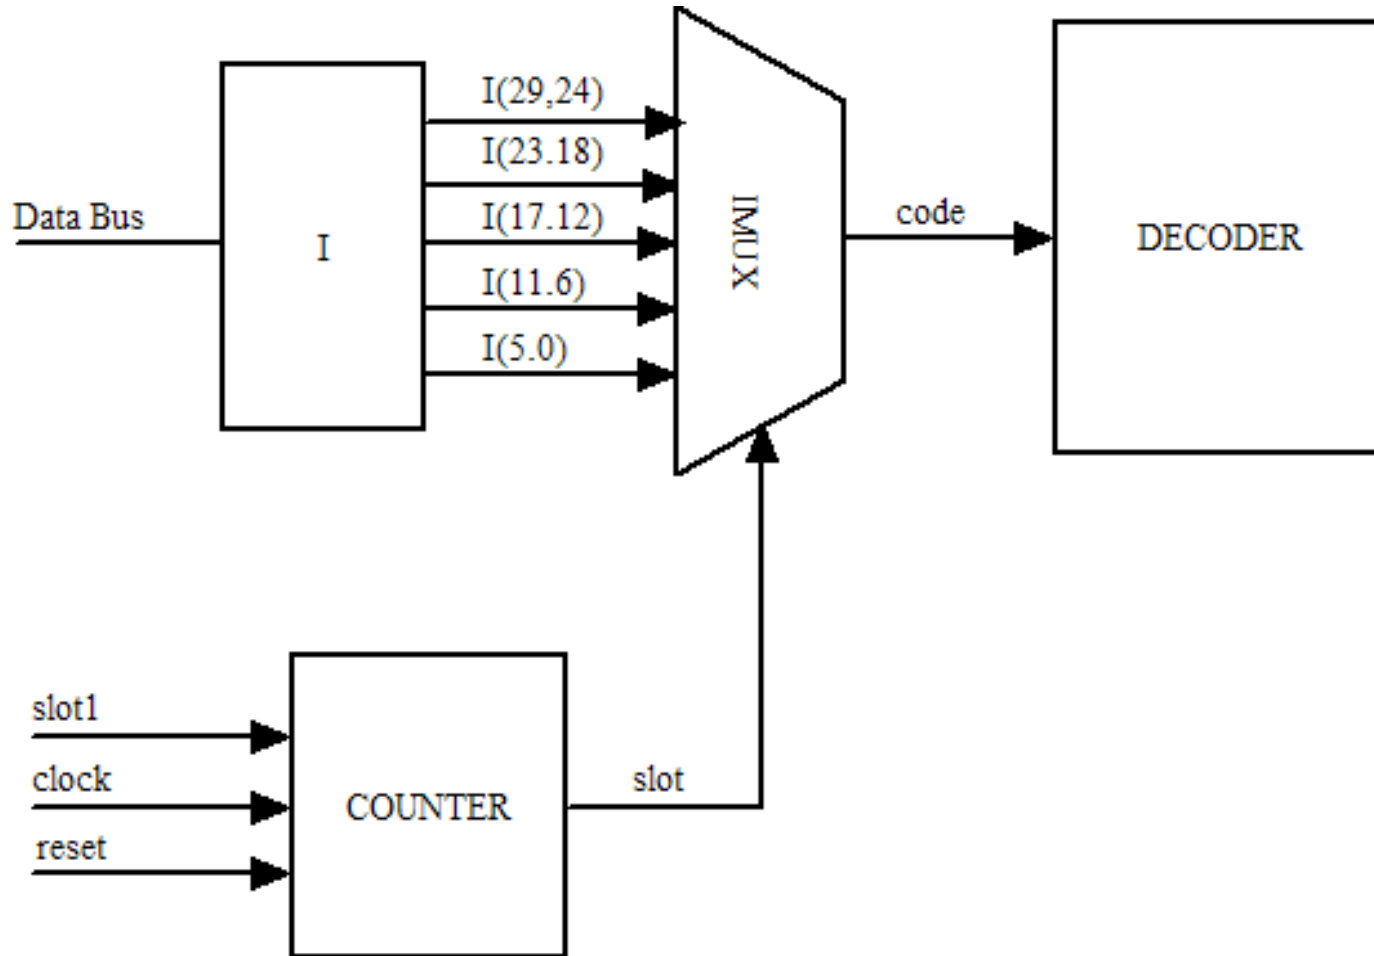 I(29,24)
I(23.18)
Data Bus
I
I(17.12)
I(11.6)
I(5.0)
IMUX
code
DECODER
slot1
clock
reset
COUNTER
slot